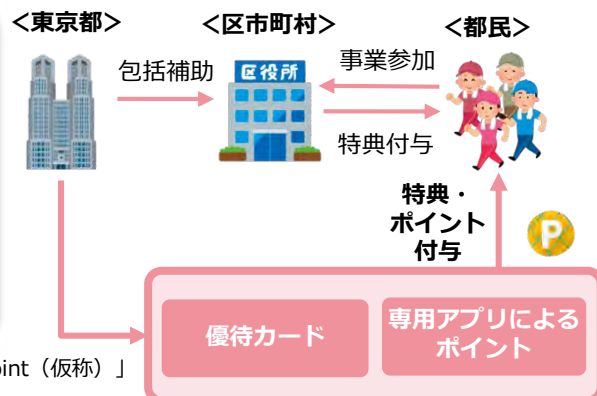 <東京都>
<区市町村>
<都民>
包括補助
区役所
事業参加
特典付与
特典・
ポイント
付与
P
優待カード
専用アプリによる
ポイント
oint（仮称）」